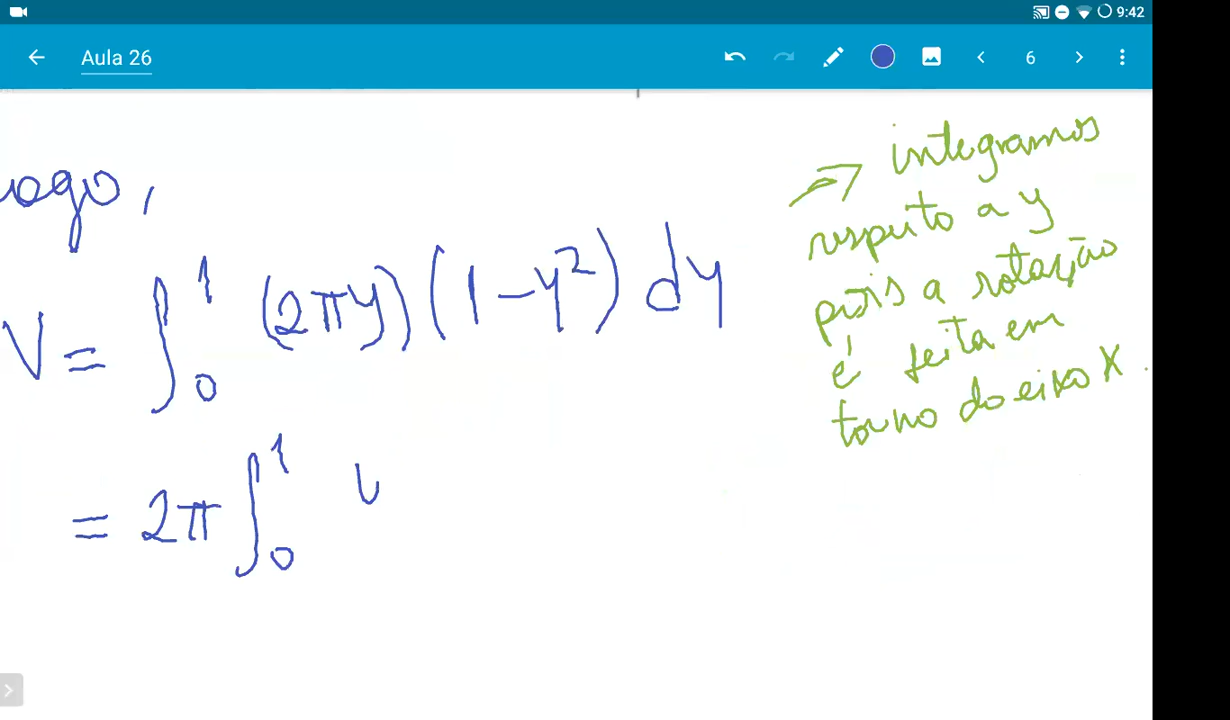 9:42
Aula 26
6
Logo,
V = ∫₀¹ (2πy)(1-y²) dy
= 2π ∫₀¹
→ integramos
respeito a y
pois a rotação
é feita em
torno do eixo X.